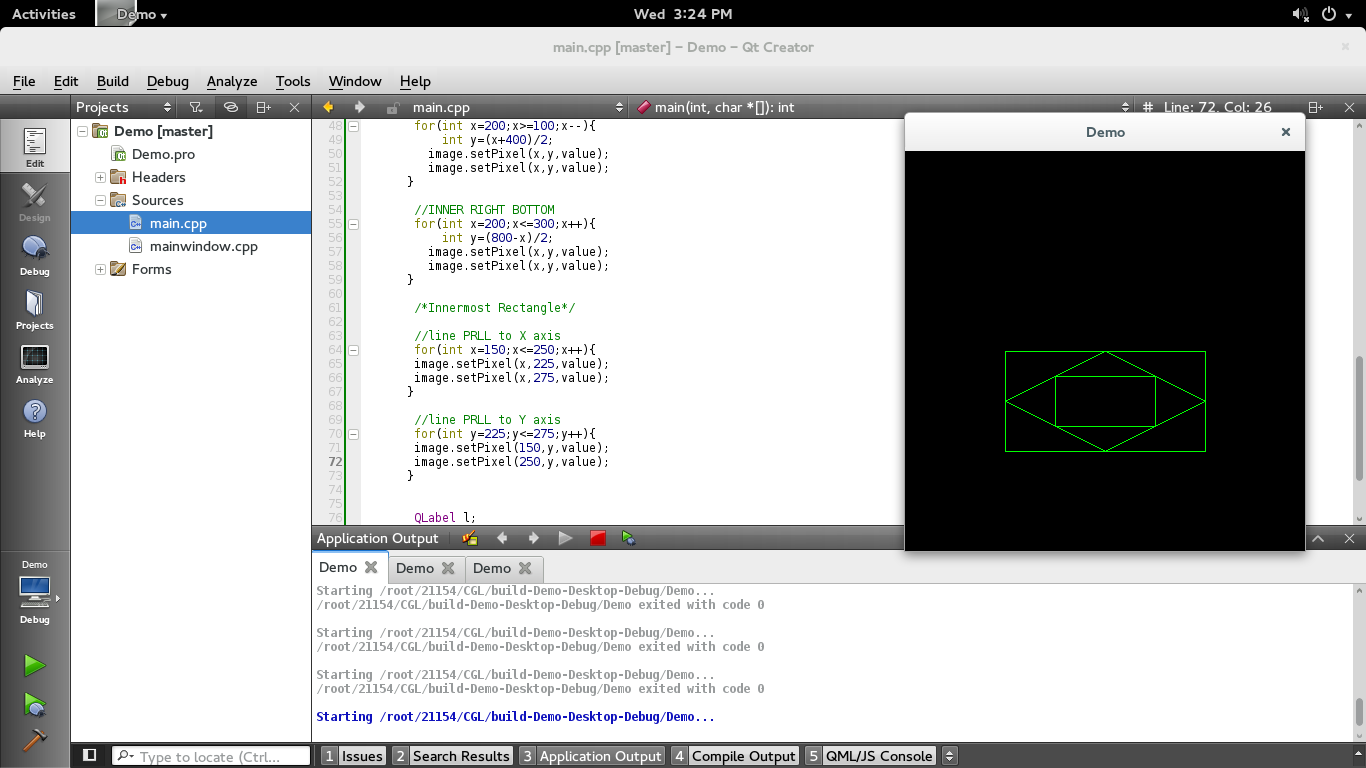 Activities Demo Wed 3:24 PM
main.cpp [master] - Demo - Qt Creator
File Edit Build Debug Analyze Tools Window Help
Projects main.cpp main(int, char *[]): int # Line: 72, Col: 26
Edit
Design
Debug
Projects
Analyze
Help
Demo
Debug
Demo [master]
Demo.pro
Headers
Sources
main.cpp
mainwindow.cpp
Forms
48 for(int x=200;x>=100;x--){
49 int y=(x+400)/2;
50 image.setPixel(x,y,value);
51 image.setPixel(x,y,value);
52 }
53
54 //INNER RIGHT BOTTOM
55 for(int x=200;x<=300;x++){
56 int y=(800-x)/2;
57 image.setPixel(x,y,value);
58 image.setPixel(x,y,value);
59 }
60
61 /*Innermost Rectangle*/
62
63 //line PRLL to X axis
64 for(int x=150;x<=250;x++){
65 image.setPixel(x,225,value);
66 image.setPixel(x,275,value);
67 }
68
69 //line PRLL to Y axis
70 for(int y=225;y<=275;y++){
71 image.setPixel(150,y,value);
72 image.setPixel(250,y,value);
73 }
74
75
76 QLabel l;
Demo
Application Output
Demo Demo Demo
Starting /root/21154/CGL/build-Demo-Desktop-Debug/Demo...
/root/21154/CGL/build-Demo-Desktop-Debug/Demo exited with code 0
Starting /root/21154/CGL/build-Demo-Desktop-Debug/Demo...
/root/21154/CGL/build-Demo-Desktop-Debug/Demo exited with code 0
Starting /root/21154/CGL/build-Demo-Desktop-Debug/Demo...
/root/21154/CGL/build-Demo-Desktop-Debug/Demo exited with code 0
Starting /root/21154/CGL/build-Demo-Desktop-Debug/Demo...
Type to locate (Ctrl... 1 Issues 2 Search Results 3 Application Output 4 Compile Output 5 QML/JS Console